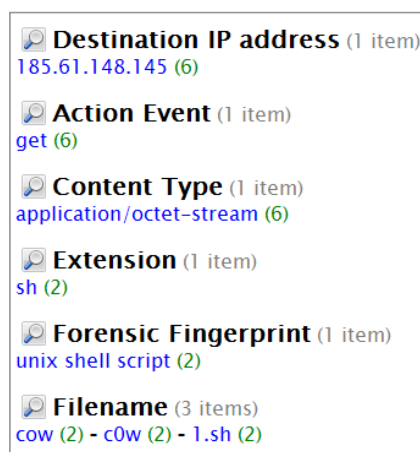 Destination IP address (1 item)
185.61.148.145 (6)
Action Event (1 item)
get (6)
Content Type (1 item)
application/octet-stream (6)
Extension (1 item)
sh (2)
Forensic Fingerprint (1 item)
unix shell script (2)
Filename (3 items)
cow (2) - c0w (2) - 1.sh (2)